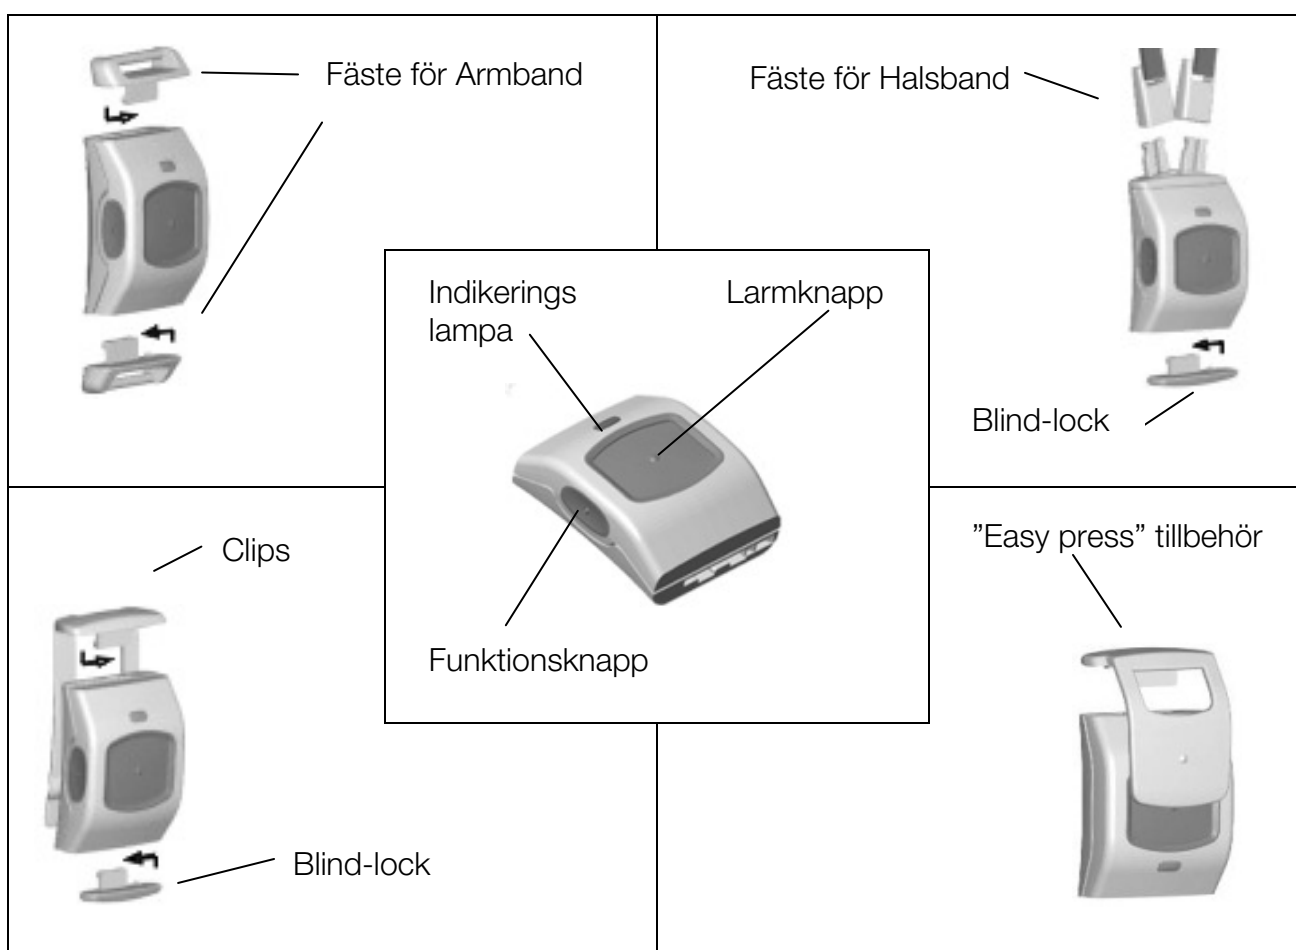 Fäste för Armband
Fäste för Halsband
Blind-lock
Indikerings
lampa
Larmknapp
Funktionsknapp
Clips
Blind-lock
”Easy press” tillbehör